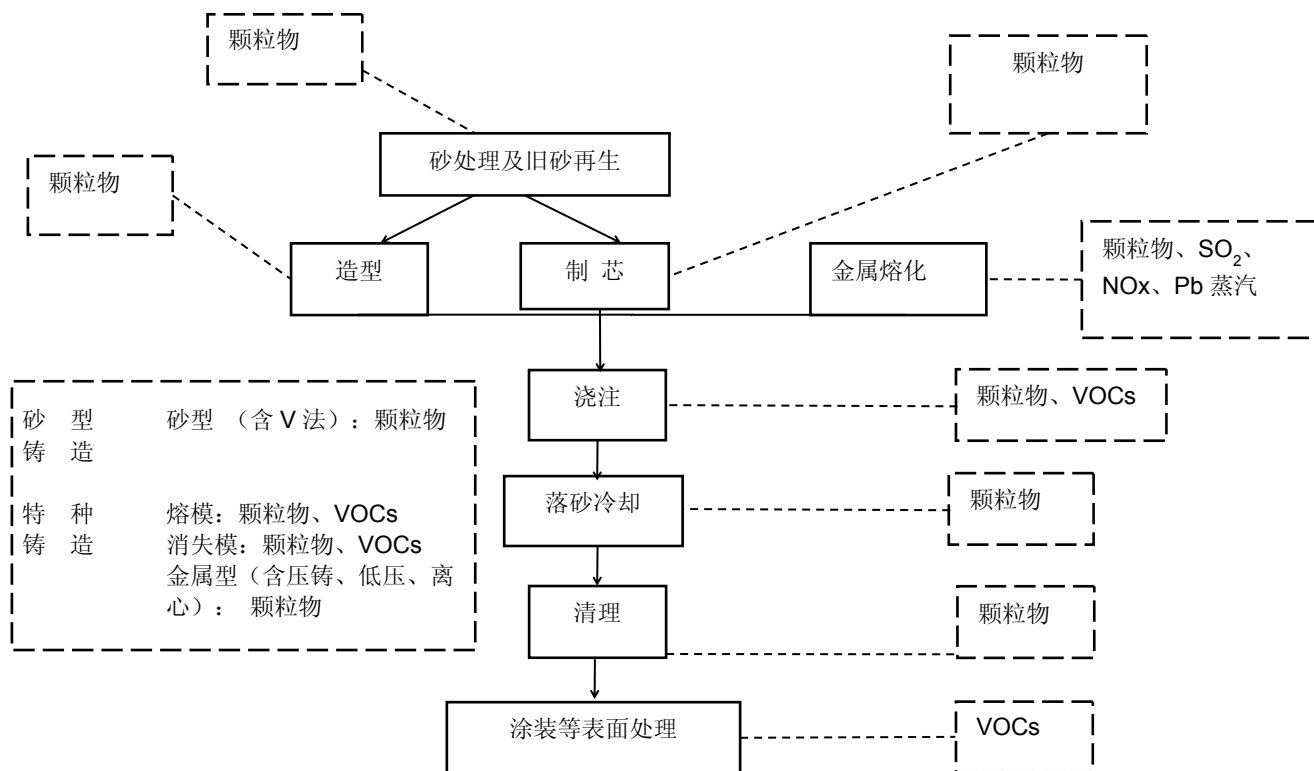 颗粒物
颗粒物
砂处理及旧砂再生
颗粒物
造型
制 芯
金属熔化
颗粒物、SO2、
NOx、Pb 蒸汽
浇注
颗粒物、VOCs
砂 型 砂型 （含 V 法）：颗粒物
铸 造
落砂冷却
颗粒物
特 种 熔模：颗粒物、VOCs
铸 造 消失模：颗粒物、VOCs
金属型（含压铸、低压、离
心）： 颗粒物
清理
颗粒物
涂装等表面处理
VOCs